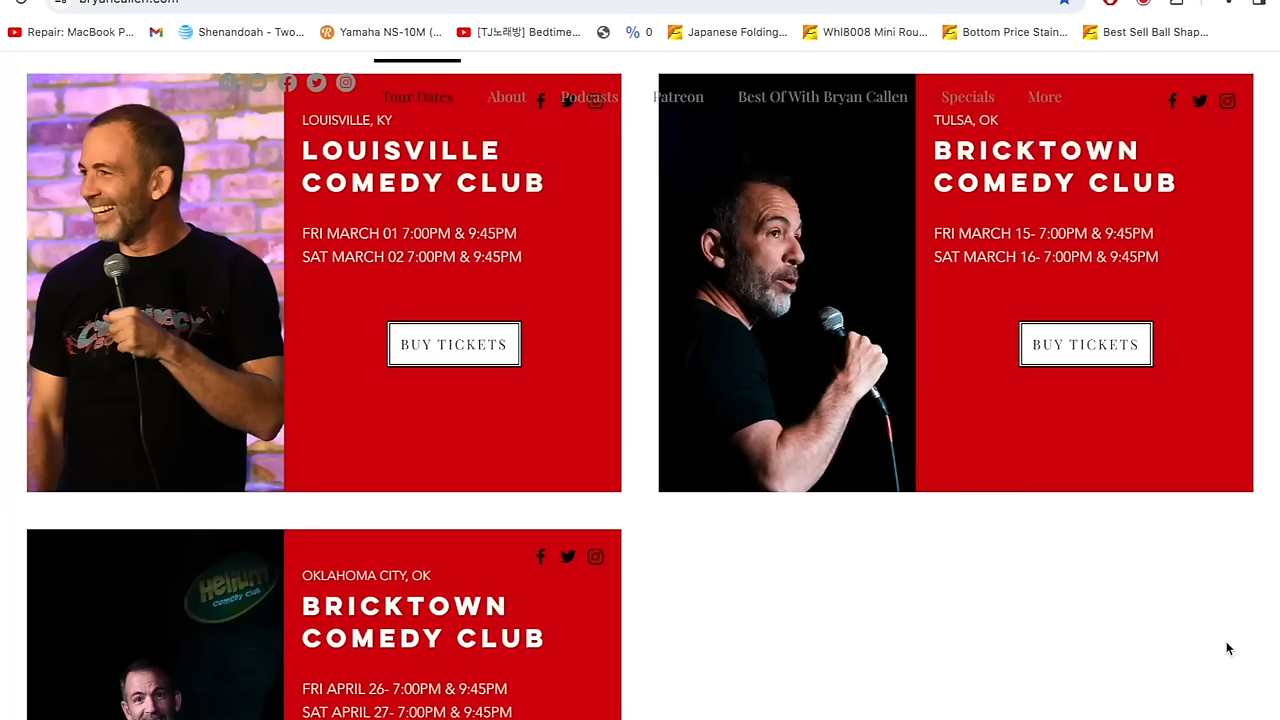 bryancallen.com
Repair: MacBook P...
Shenandoah - Two...
Yamaha NS-10M (...
[TJ노래방] Bedtime...
0
Japanese Folding...
Whl8008 Mini Rou...
Bottom Price Stain...
Best Sell Ball Shap...
Tour Dates
About
Podcasts
Patreon
Best Of With Bryan Callen
Specials
More
LOUISVILLE, KY
LOUISVILLE
COMEDY CLUB
FRI MARCH 01 7:00PM & 9:45PM
SAT MARCH 02 7:00PM & 9:45PM
BUY TICKETS
TULSA, OK
BRICKTOWN
COMEDY CLUB
FRI MARCH 15- 7:00PM & 9:45PM
SAT MARCH 16- 7:00PM & 9:45PM
BUY TICKETS
Helium
Comedy Club
OKLAHOMA CITY, OK
BRICKTOWN
COMEDY CLUB
FRI APRIL 26- 7:00PM & 9:45PM
SAT APRIL 27- 7:00PM & 9:45PM